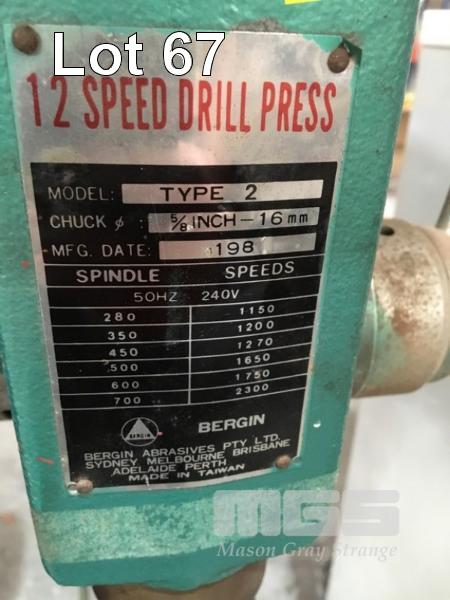 Lot 67
12 SPEED DRILL PRESS
MODEL: TYPE 2
CHUCK ϕ : 5/8 INCH-16mm
MFG. DATE: 198
SPINDLE SPEEDS
50HZ 240V
280 1150
350 1200
450 1270
500 1650
600 1750
700 2300
BERGIN BERGIN
BERGIN ABRASIVES PTY LTD.
SYDNEY MELBOURNE BRISBANE
ADELAIDE PERTH
MADE IN TAIWAN
MGS
Mason Gray Strange